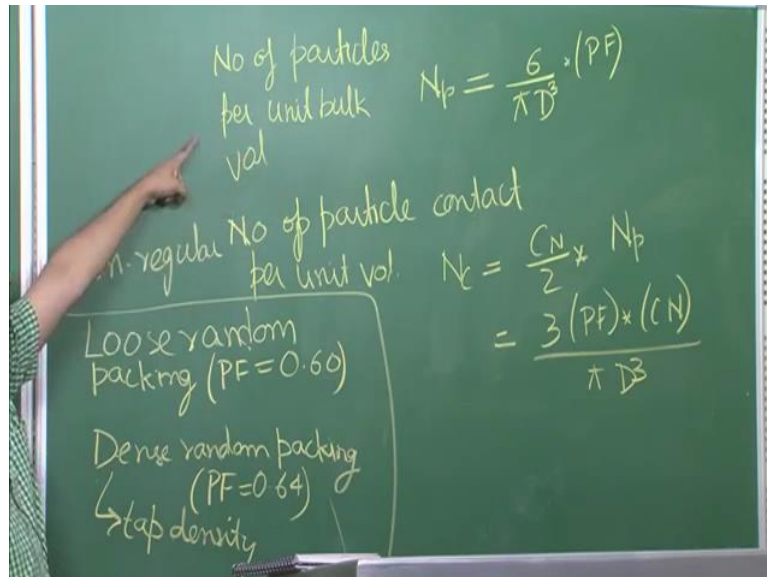 No of particles
per unit bulk
vol
Np = 6/πD³ * (PF)
n. regular
No of particle contact
per unit vol.
Nc = CN/2 * Np
= 3(PF)*(CN)/πD³
Loose random
packing (PF=0.60)
Dense random packing
(PF=0.64)
↳tap density